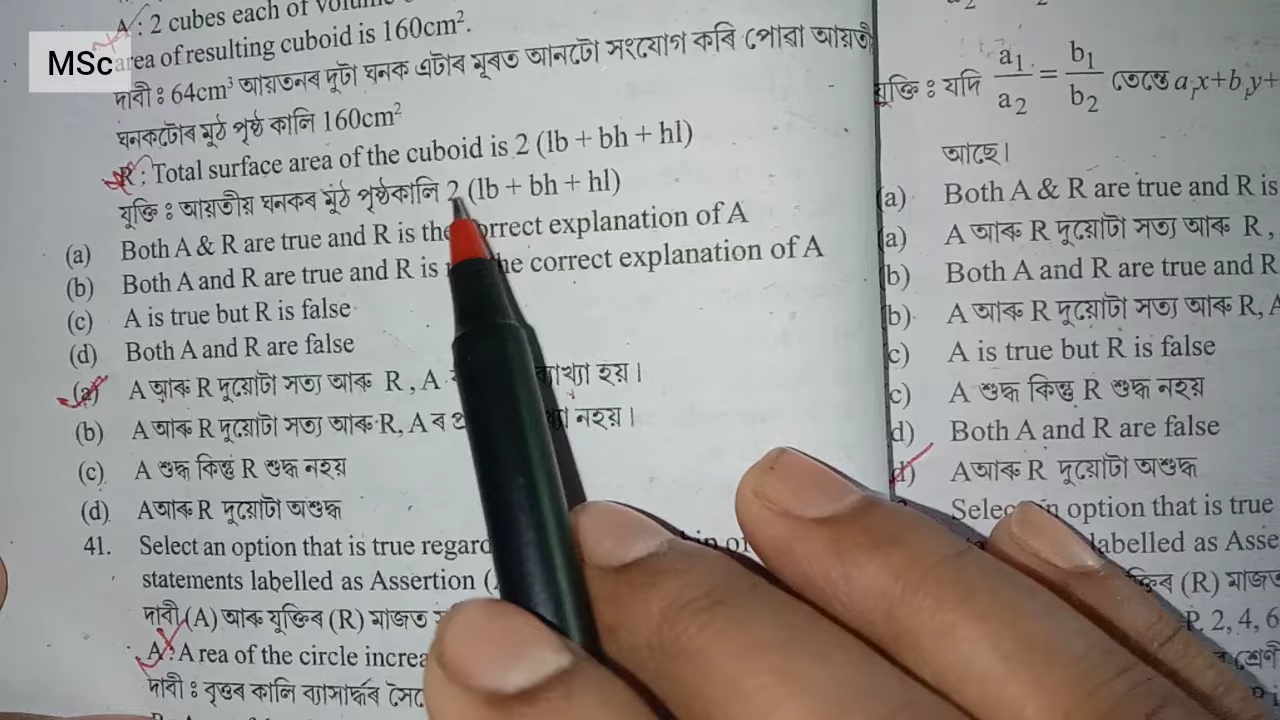 A : 2 cubes each of
MSc
area of resulting cuboid is 160cm².
দাবী ঃ 64cm³ আয়তনৰ দুটা ঘনক এটাৰ মূৰত আনটো সংযোগ কৰি পোৱা আয়তী
ঘনকটোৰ মুঠ পৃষ্ঠ কালি 160cm²
R : Total surface area of the cuboid is 2 (lb + bh + hl)
যুক্তি ঃ আয়তীয় ঘনকৰ মুঠ পৃষ্ঠকালি 2 (lb + bh + hl)
(a) Both A & R are true and R is the correct explanation of A
(b) Both A and R are true and R is the correct explanation of A
(c) A is true but R is false
(d) Both A and R are false
(a) A আৰু R দুয়োটা সত্য আৰু R , A হয়।
(b) A আৰু R দুয়োটা সত্য আৰু R, A ৰ নহয়।
(c) A শুদ্ধ কিন্তু R শুদ্ধ নহয়
(d) A আৰু R দুয়োটা অশুদ্ধ
41. Select an option that is true
statements labelled as Assertion
দাবী (A) আৰু যুক্তিৰ (R) মাজত
A : Area of the circle
দাবী ঃ বৃত্তৰ কালি ব্যাসাৰ্দ্ধৰ
যুক্তি ঃ যদি a₁/a₂ = b₁/b₂ তেন্তে a₁x+b₁y+
আছে।
(a) Both A & R are true and R is
(a) A আৰু R দুয়োটা সত্য আৰু R ,
(b) Both A and R are true and R
(b) A আৰু R দুয়োটা সত্য আৰু R, A
(c) A is true but R is false
(c) A শুদ্ধ কিন্তু R শুদ্ধ নহয়
(d) Both A and R are false
(d) A আৰু R দুয়োটা অশুদ্ধ
option that is true
labelled as Asse
(R) মাজত
2, 4, 6